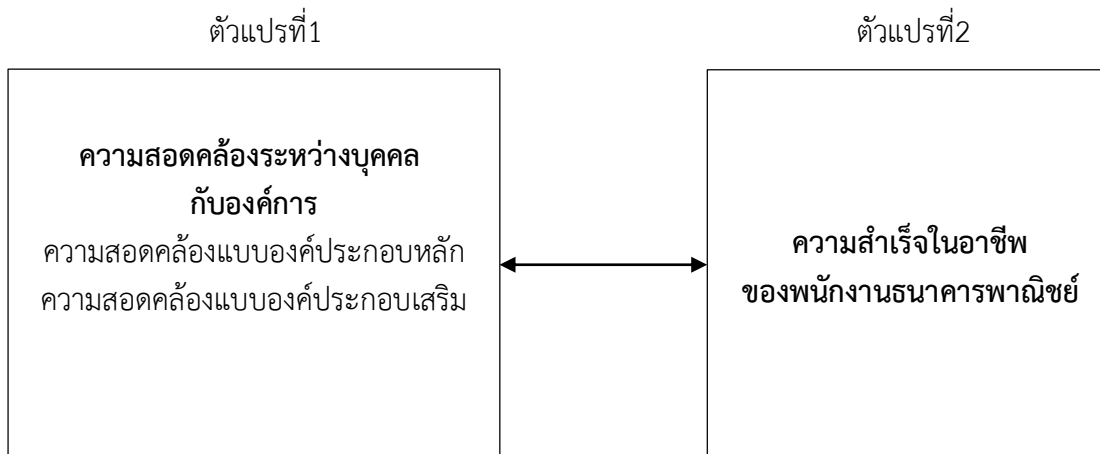 ตัวแปรที่1
ตัวแปรที่2
ความสอดคล้องระหว่างบุคคล
กับองค์การ
ความสอดคล้องแบบองค์ประกอบหลัก
ความสอดคล้องแบบองค์ประกอบเสริม
ความสำเร็จในอาชีพ
ของพนักงานธนาคารพาณิชย์